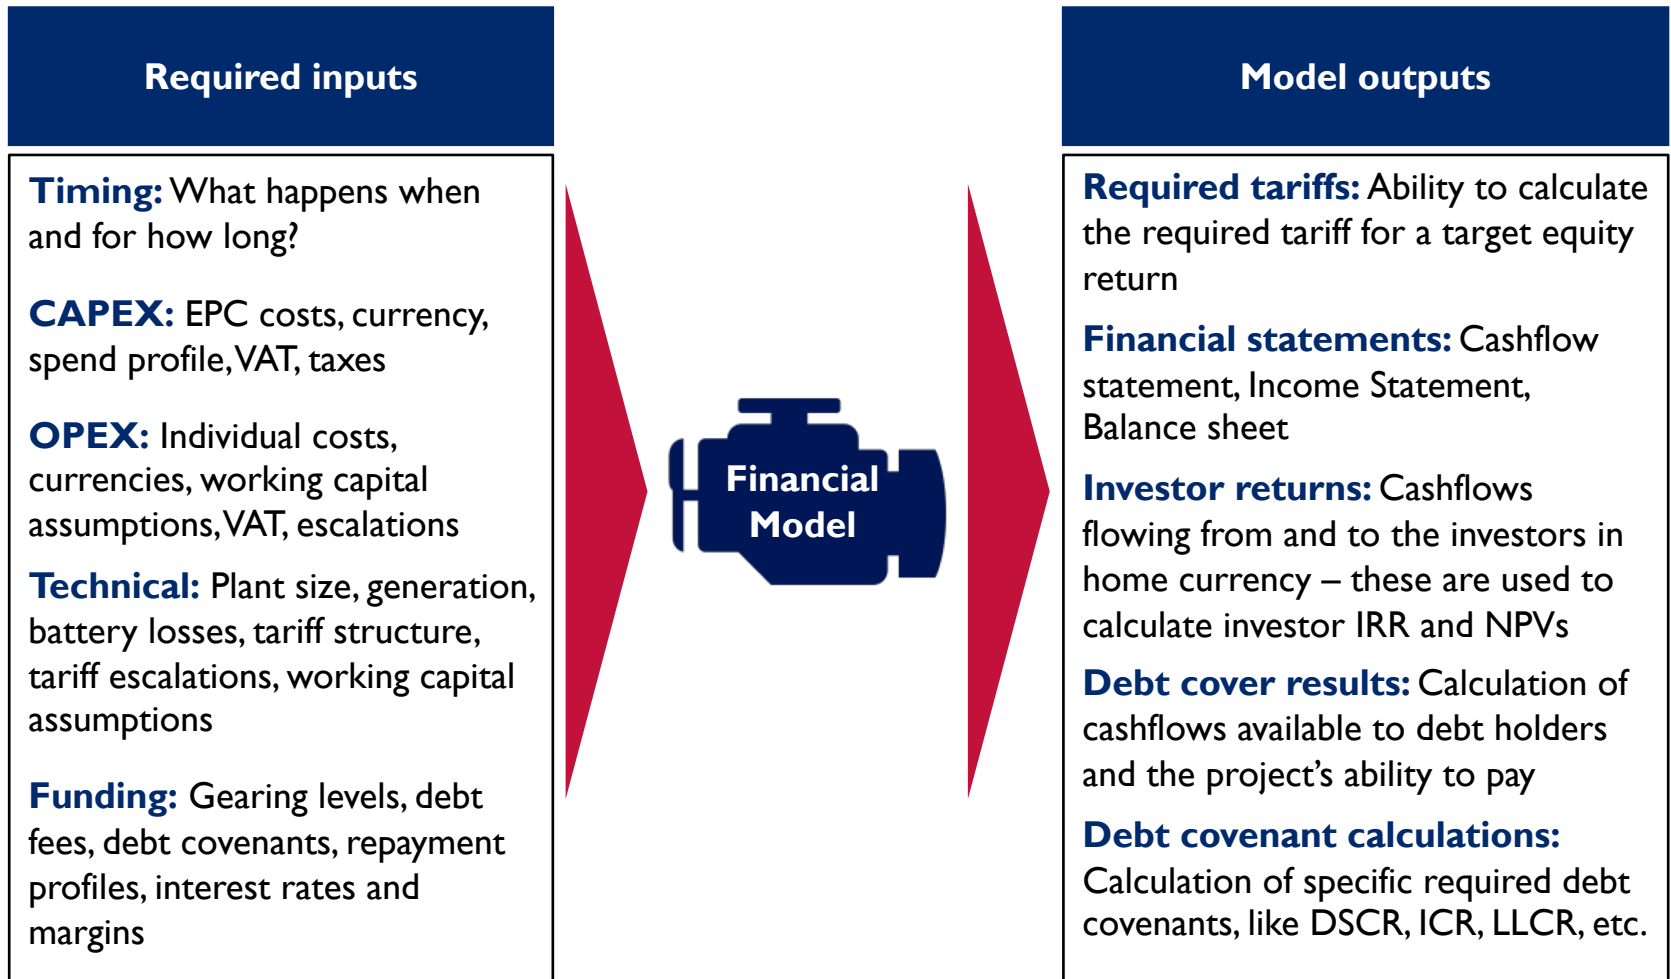 Required inputs
Timing: What happens when
and for how long?
CAPEX: EPC costs, currency,
spend profile, VAT, taxes
OPEX: Individual costs,
currencies, working capital
assumptions, VAT, escalations
Technical: Plant size, generation,
battery losses, tariff structure,
tariff escalations, working capital
assumptions
Funding: Gearing levels, debt
fees, debt covenants, repayment
profiles, interest rates and
margins
Financial
Model
Model outputs
Required tariffs: Ability to calculate
the required tariff for a target equity
return
Financial statements: Cashflow
statement, Income Statement,
Balance sheet
Investor returns: Cashflows
flowing from and to the investors in
home currency – these are used to
calculate investor IRR and NPVs
Debt cover results: Calculation of
cashflows available to debt holders
and the project’s ability to pay
Debt covenant calculations:
Calculation of specific required debt
covenants, like DSCR, ICR, LLCR, etc.